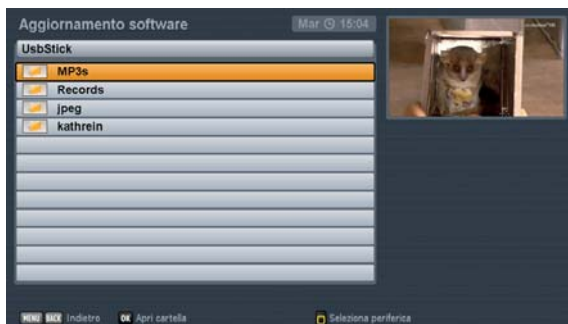 Aggiornamento software
Mar 15:04
UsbStick
MP3s
Records
jpeg
kathrein
MENU BACK Indietro OK Apri cartella Seleziona periferica